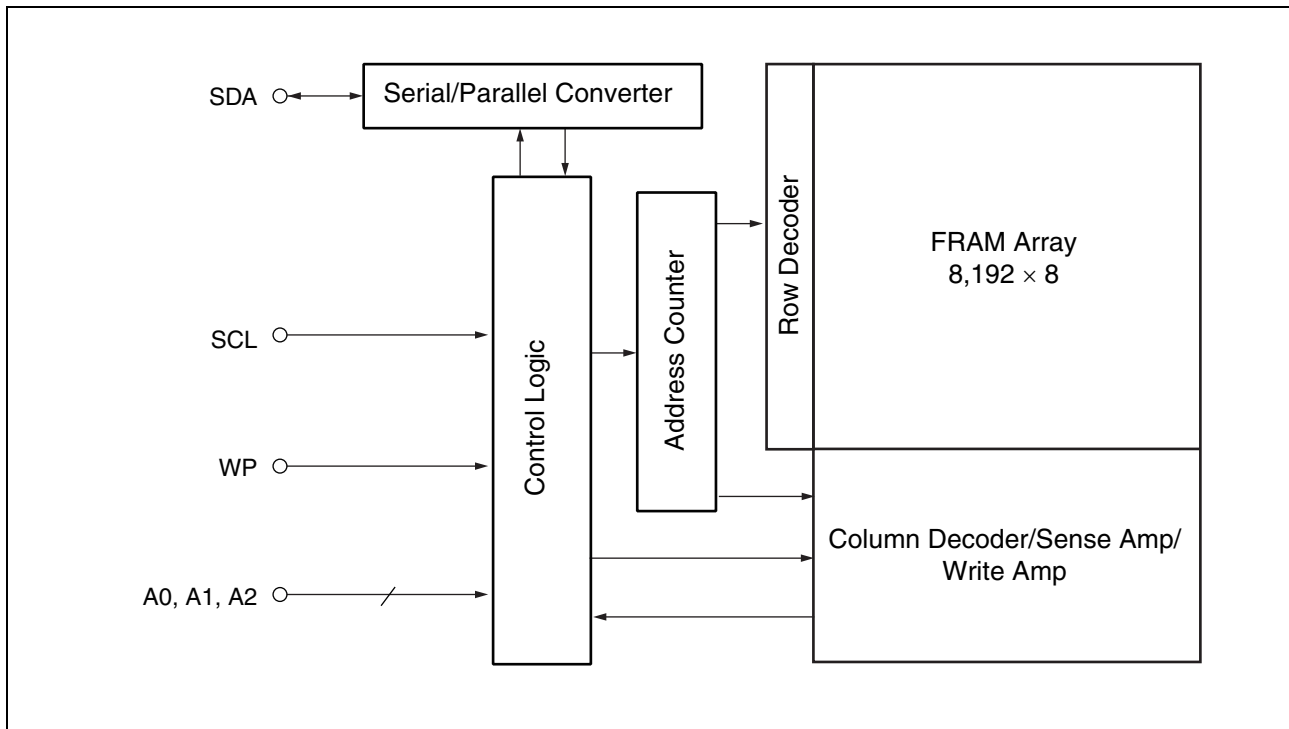 SDA
Serial/Parallel Converter
SCL
WP
A0, A1, A2
Control Logic
Address Counter
Row Decoder
FRAM Array
8,192 × 8
Column Decoder/Sense Amp/
Write Amp